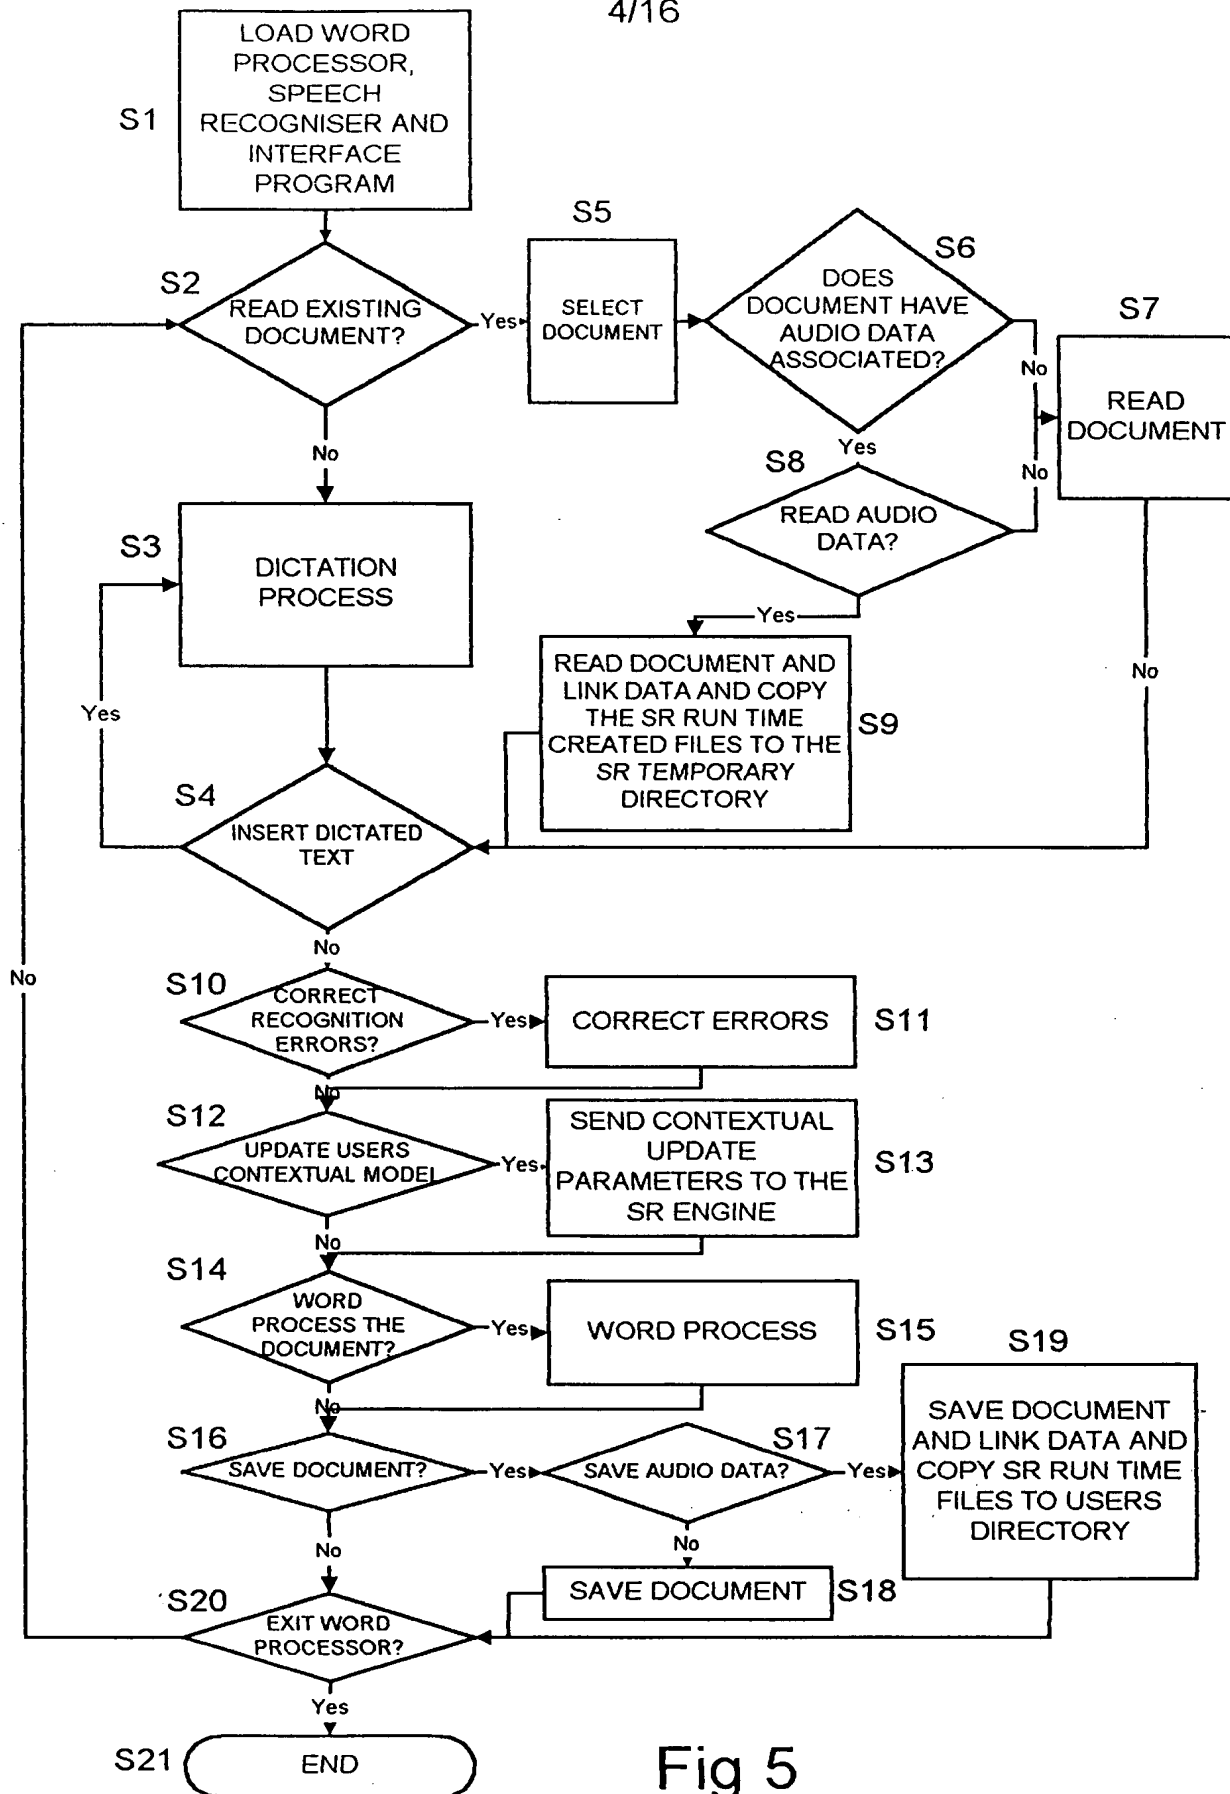 4/16
LOAD WORD
PROCESSOR,
SPEECH
RECOGNISER AND
INTERFACE
PROGRAM
S1
S2
READ EXISTING
DOCUMENT?
Yes
S5
SELECT
DOCUMENT
S6
DOES
DOCUMENT HAVE
AUDIO DATA
ASSOCIATED?
No
S7
READ
DOCUMENT
No
Yes
S8
READ AUDIO
DATA?
No
Yes
S3
DICTATION
PROCESS
Yes
READ DOCUMENT AND
LINK DATA AND COPY
THE SR RUN TIME
CREATED FILES TO THE
SR TEMPORARY
DIRECTORY
S9
No
S4
INSERT DICTATED
TEXT
No
No
S10
CORRECT
RECOGNITION
ERRORS?
Yes
CORRECT ERRORS
S11
No
S12
UPDATE USERS
CONTEXTUAL MODEL
Yes
SEND CONTEXTUAL
UPDATE
PARAMETERS TO THE
SR ENGINE
S13
No
S14
WORD
PROCESS THE
DOCUMENT?
Yes
WORD PROCESS
S15
No
S16
SAVE DOCUMENT?
Yes
S17
SAVE AUDIO DATA?
Yes
S19
SAVE DOCUMENT
AND LINK DATA AND
COPY SR RUN TIME
FILES TO USERS
DIRECTORY
No
No
SAVE DOCUMENT
S18
S20
EXIT WORD
PROCESSOR?
Yes
S21
END
Fig 5